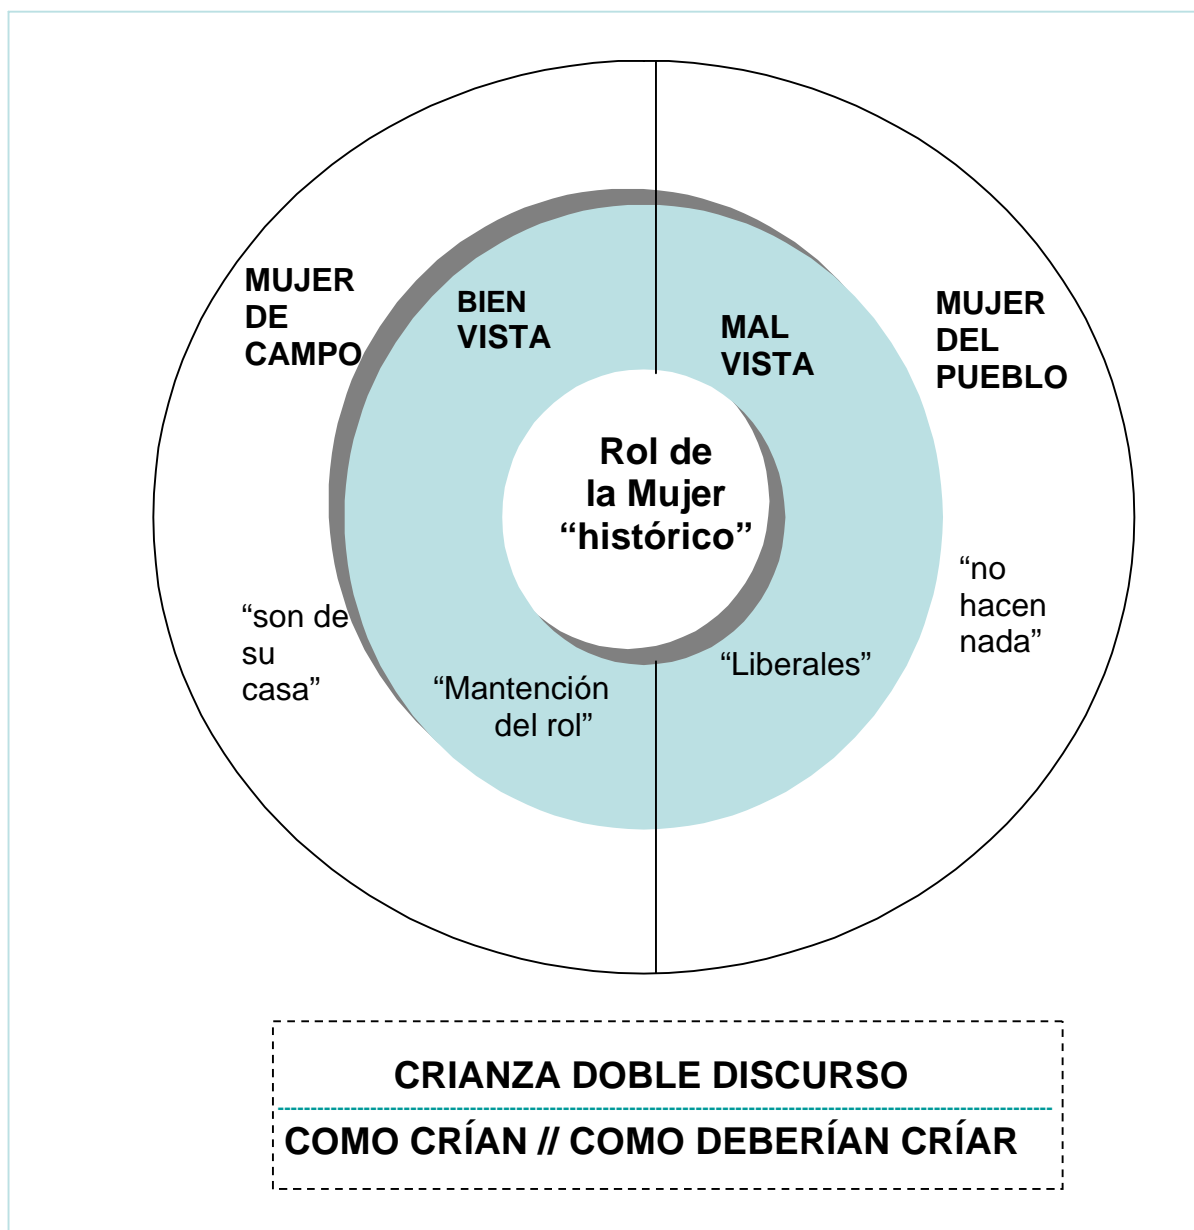 MUJER
DE
CAMPO
BIEN
VISTA
MAL
VISTA
MUJER
DEL
PUEBLO
Rol de
la Mujer
“histórico”
“son de
su
casa”
“Mantención
del rol”
“Liberales”
“no
hacen
nada”
CRIANZA DOBLE DISCURSO
COMO CRÍAN // COMO DEBERÍAN CRÍAR